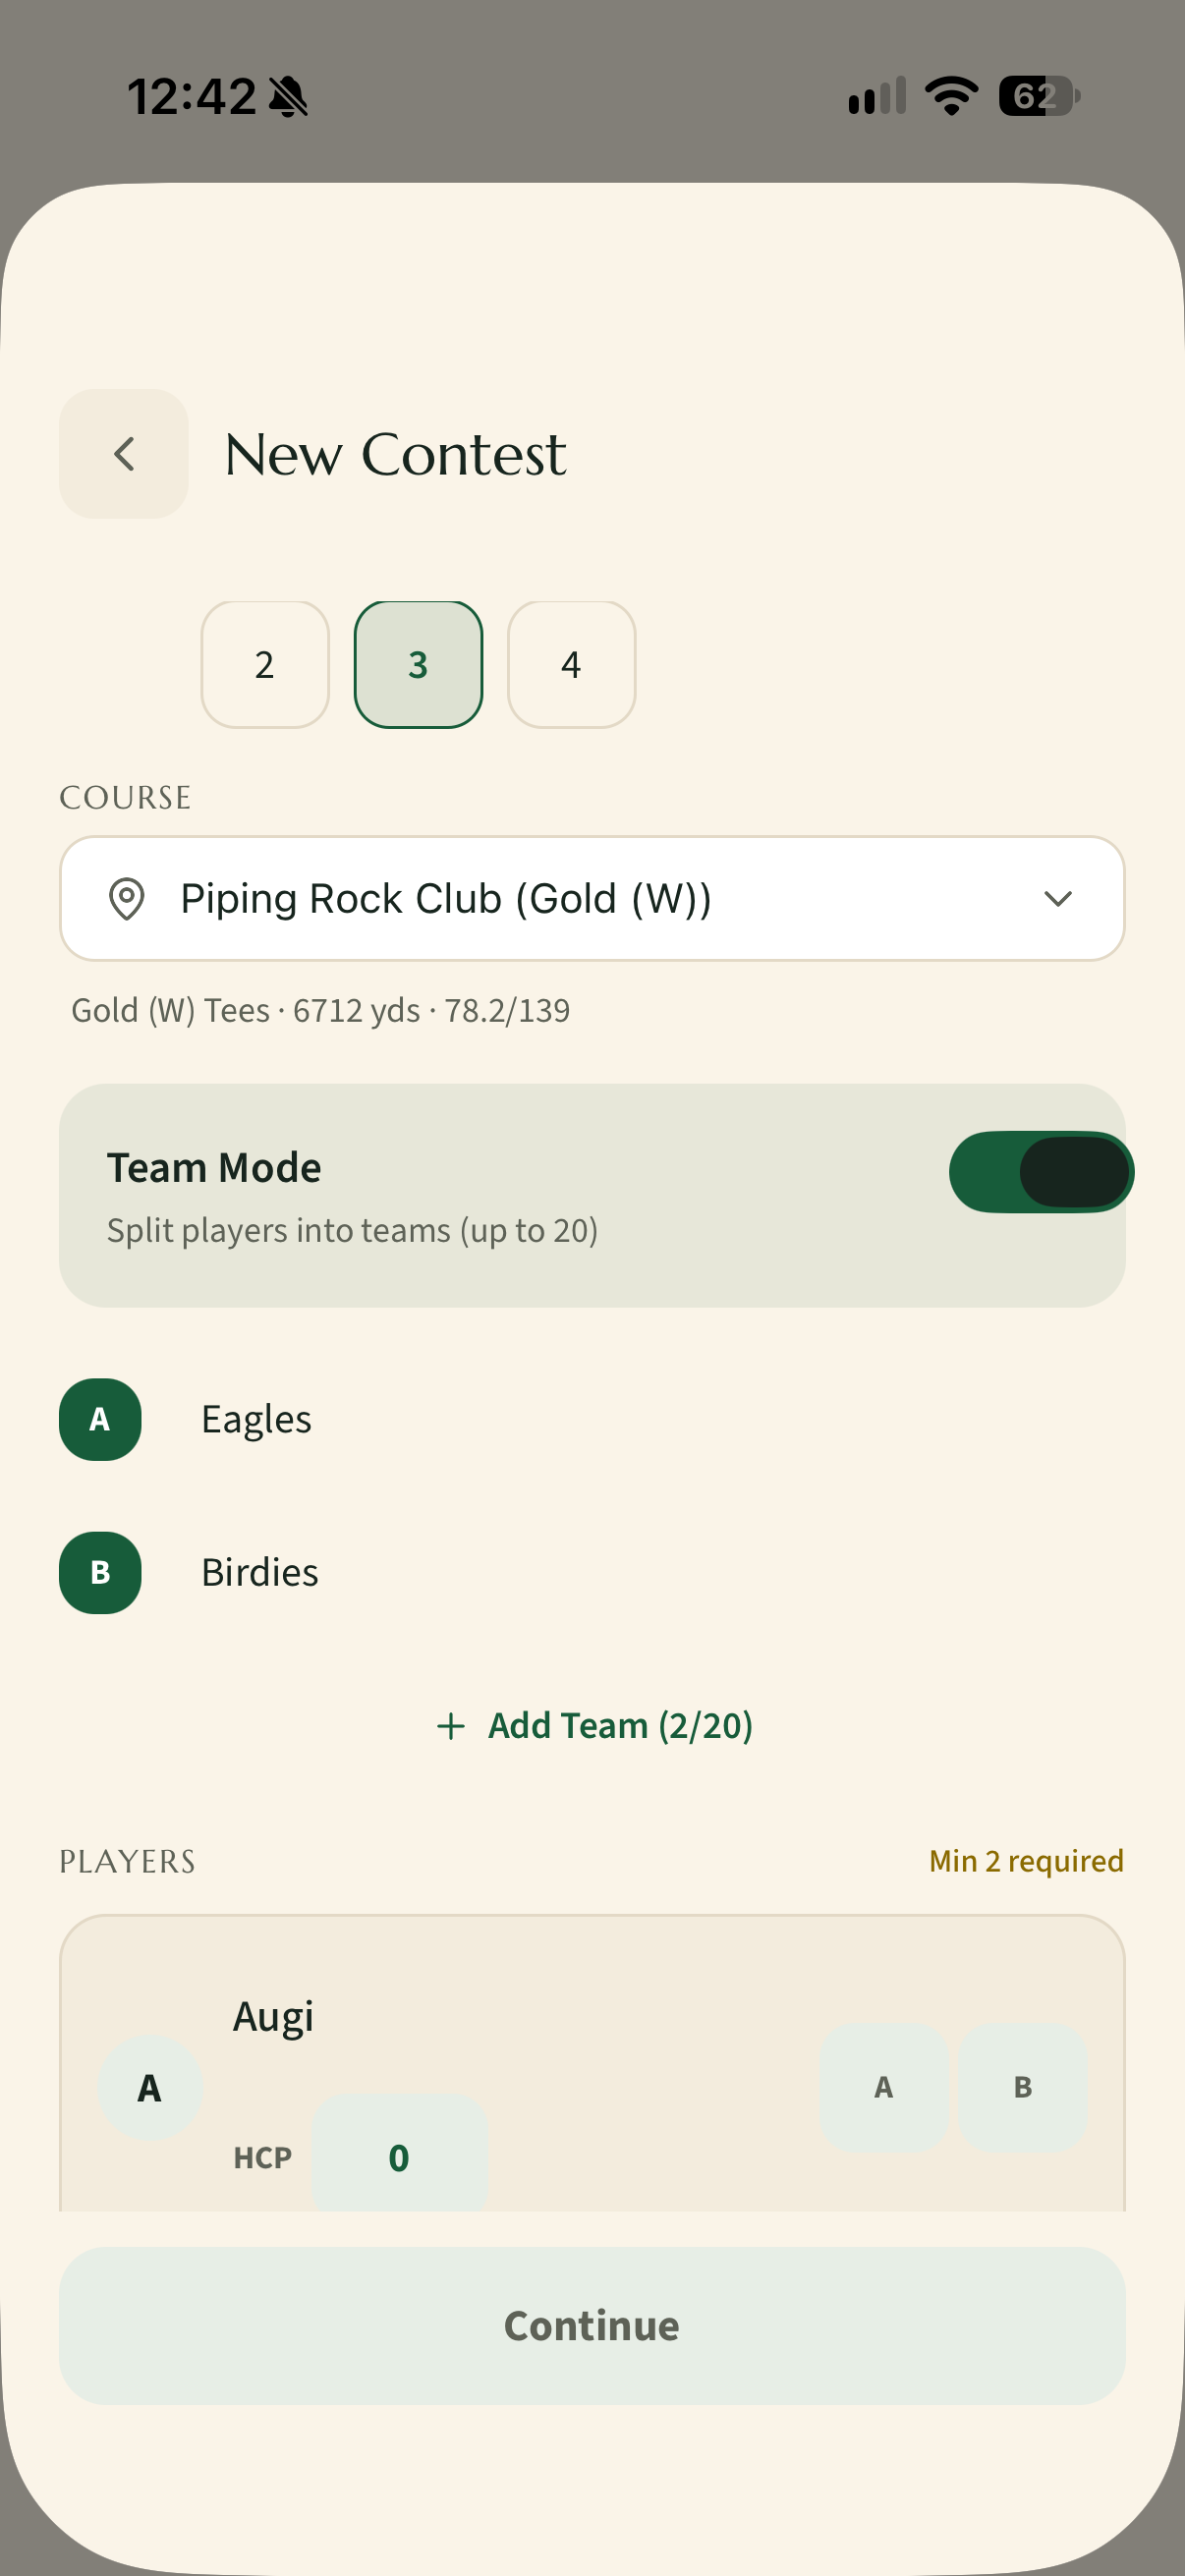 12:42
62
New Contest
2 3 4
COURSE
Piping Rock Club (Gold (W))
Gold (W) Tees · 6712 yds · 78.2/139
Team Mode
Split players into teams (up to 20)
A Eagles
B Birdies
+ Add Team (2/20)
PLAYERS Min 2 required
Augi
A A B
HCP 0
Continue